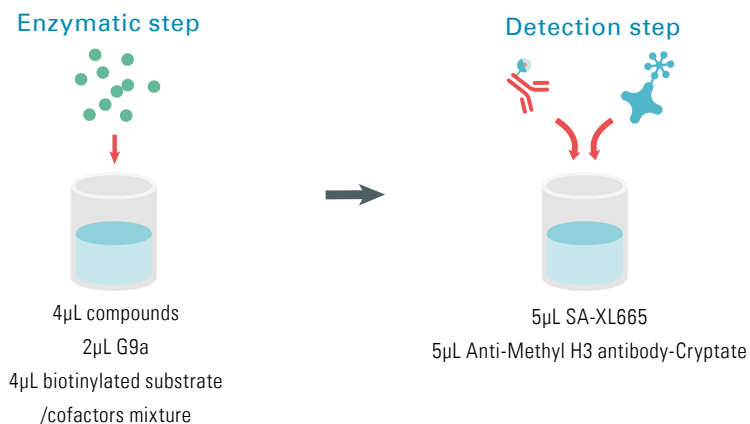 Enzymatic step
Detection step
4µL compounds
2µL G9a
4µL biotinylated substrate
/cofactors mixture
5µL SA-XL665
5µL Anti-Methyl H3 antibody-Cryptate